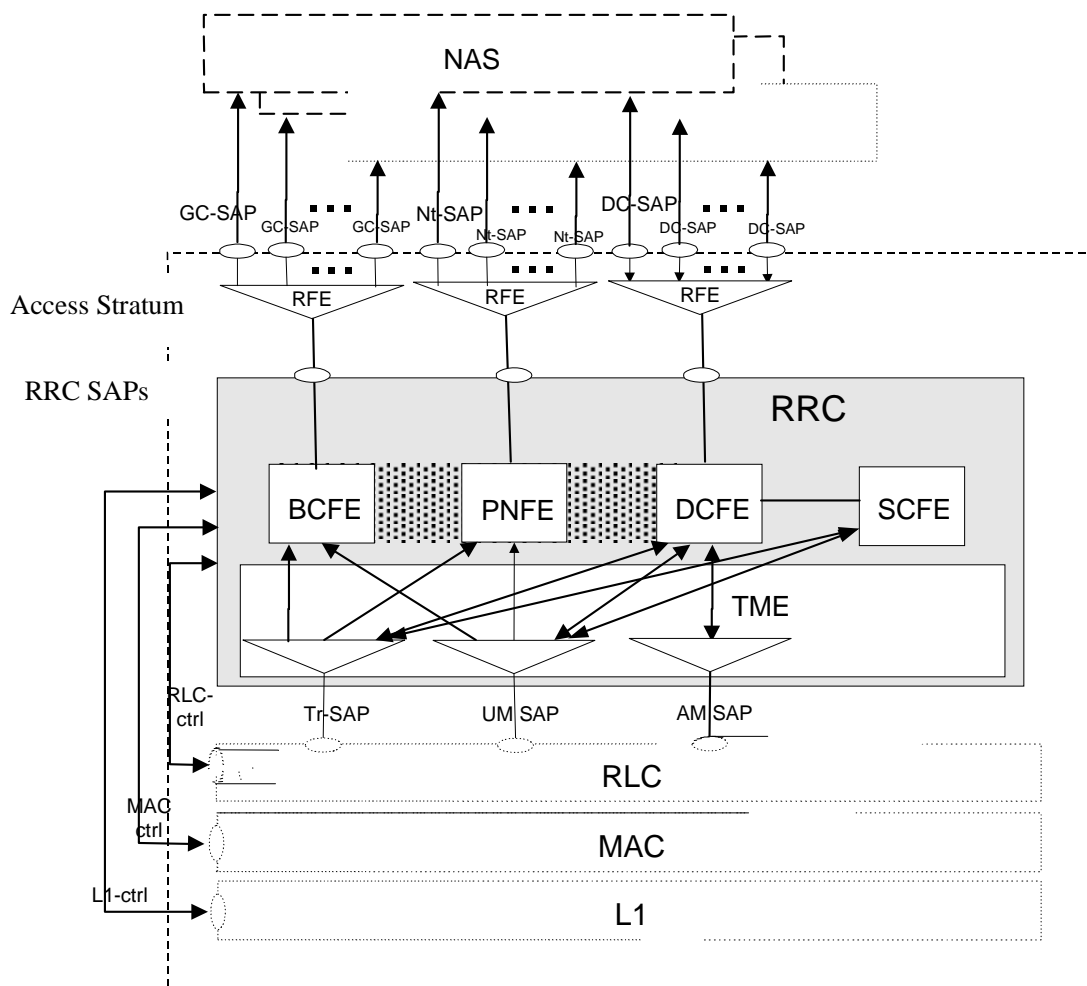 NAS
GC-SAP
GC-SAP
GC-SAP
Nt-SAP
Nt-SAP
Nt-SAP
DC-SAP
DC-SAP
DC-SAP
RFE
RFE
RFE
Access Stratum
RRC SAPs
RRC
BCFE
PNFE
DCFE
SCFE
TME
RLC-
ctrl
Tr-SAP
UM SAP
AM SAP
RLC
MAC
ctrl
MAC
L1-ctrl
L1